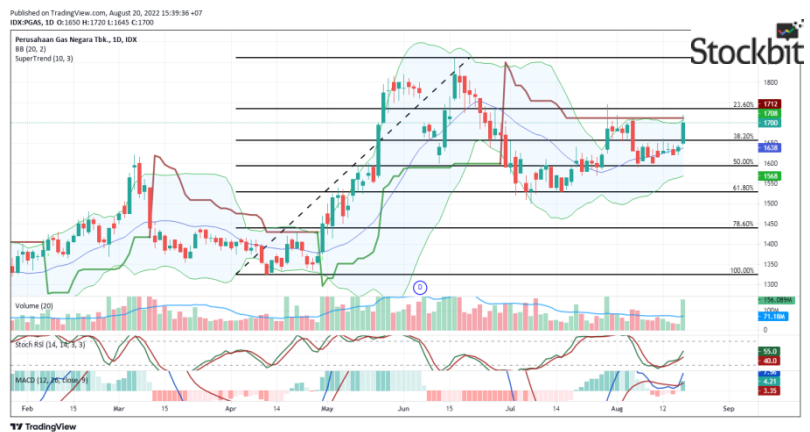 Published on TradingView.com, August 20, 2022 15:39:36 +07
IDX:PGAS, 1D O:1650 H:1720 L:1645 C:1700
Stockbit
Perusahaan Gas Negara Tbk., 1D, IDX
BB (20, 2)
SuperTrend (10, 3)
1800
23.60%
1712
1708
1700
38.20%
1638
1600
50.00%
1568
1550
61.80%
1500
1450
78.60%
1400
1350
100.00%
1300
D
Volume (20)
156.089M
100M
71.18M
0
Stoch RSI (14, 14, 3, 3)
55.0
40.0
MACD (12, 26, close, 9)
4.21
3.35
Feb Mar 15 Apr 18 May Jun 15 Jul 14 Aug 12 Sep
TradingView